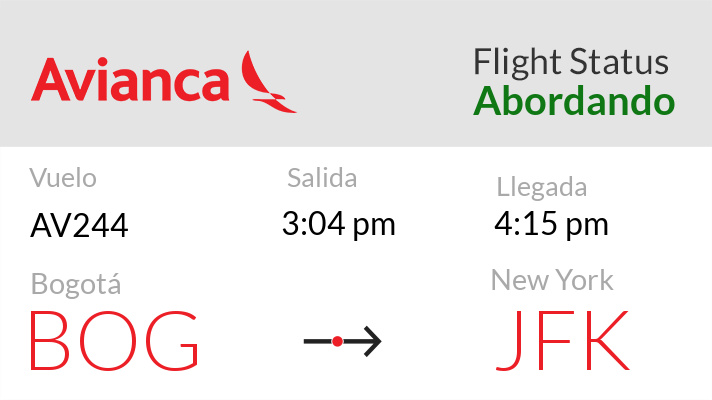 Avianca
Flight Status
Abordando
Vuelo
Salida
Llegada
AV244
3:04 pm
4:15 pm
Bogotá
New York
BOG
JFK